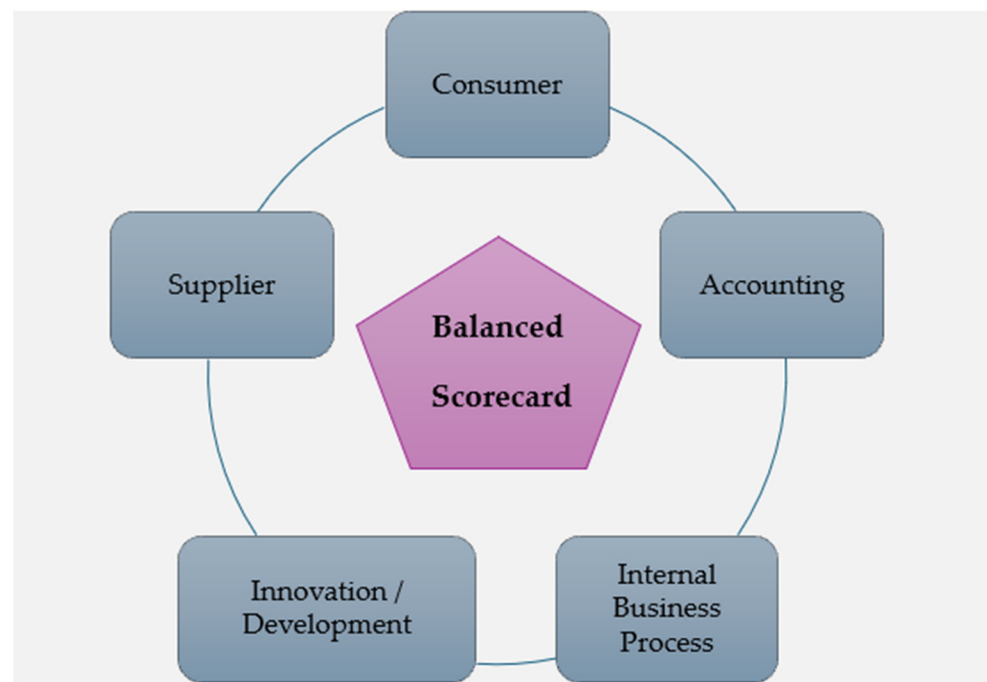 Consumer
Supplier
Accounting
Balanced
Scorecard
Innovation /
Development
Internal
Business
Process